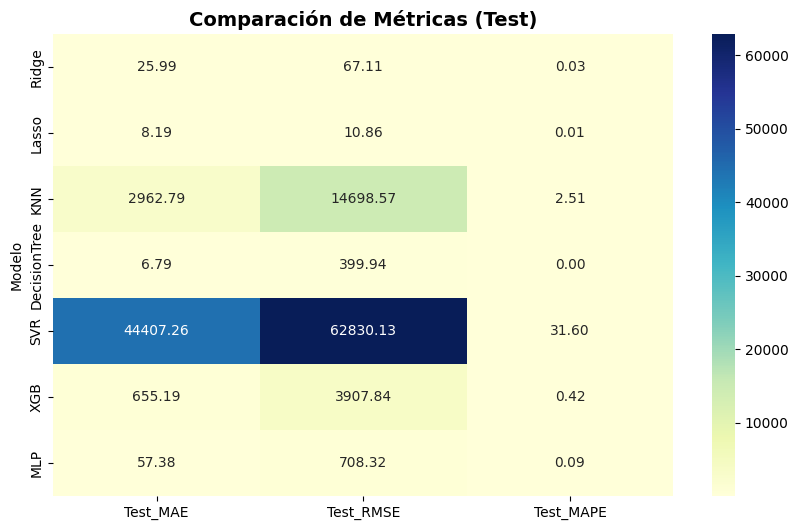 Comparación de Métricas (Test)
Modelo
Ridge 25.99 67.11 0.03
Lasso 8.19 10.86 0.01
KNN 2962.79 14698.57 2.51
DecisionTree 6.79 399.94 0.00
SVR 44407.26 62830.13 31.60
XGB 655.19 3907.84 0.42
MLP 57.38 708.32 0.09
Test_MAE Test_RMSE Test_MAPE
60000
50000
40000
30000
20000
10000